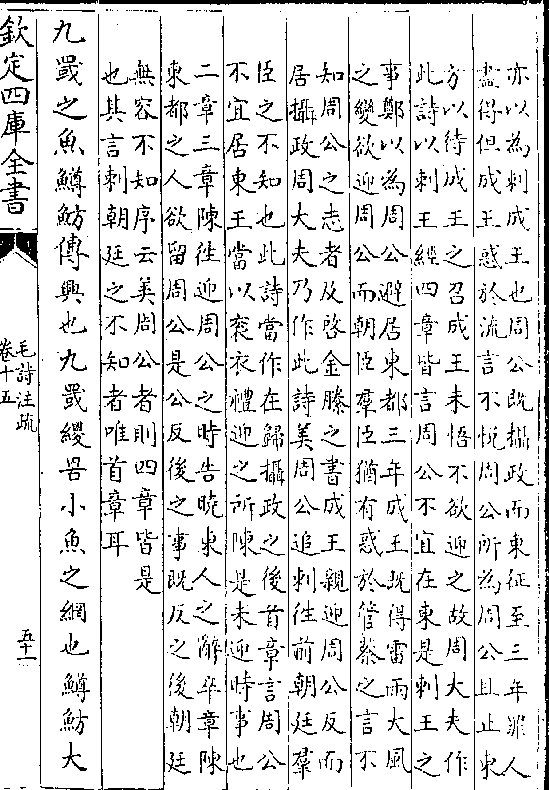 亦以為刺成王也周公既攝政而東征至三年罪人
盡得但成王惑於流言不恱周公所為周公且止東
方以待成王之召成王未悟不欲迎之故周大夫作
此詩以刺王經四章皆言周公不宜在東是刺王之
事鄭以為周公避居東都三年成王既得雷雨大風
之變欲迎周公而朝臣羣臣猶有惑於管蔡之言不
知周公之志者及啓金縢之書成王親迎周公反而
居攝政周大夫乃作此詩美周公追刺徃前朝廷羣
臣之不知也此詩當作在歸攝政之後首章言周公
不宜居東王當以衮衣禮迎之所陳是未迎時事也
二章三章陳徃迎周公之時告曉東人之辭卒章陳
東都之人欲留周公是公反後之事既反之後朝廷
無容不知序云美周公者則四章皆是
也其言刺朝廷之不知者唯首章耳
九罭之魚鱒魴傳興也九罭緵罟小魚之網也鱒魴大
欽定四庫全書
毛詩注疏
卷十五
五十一